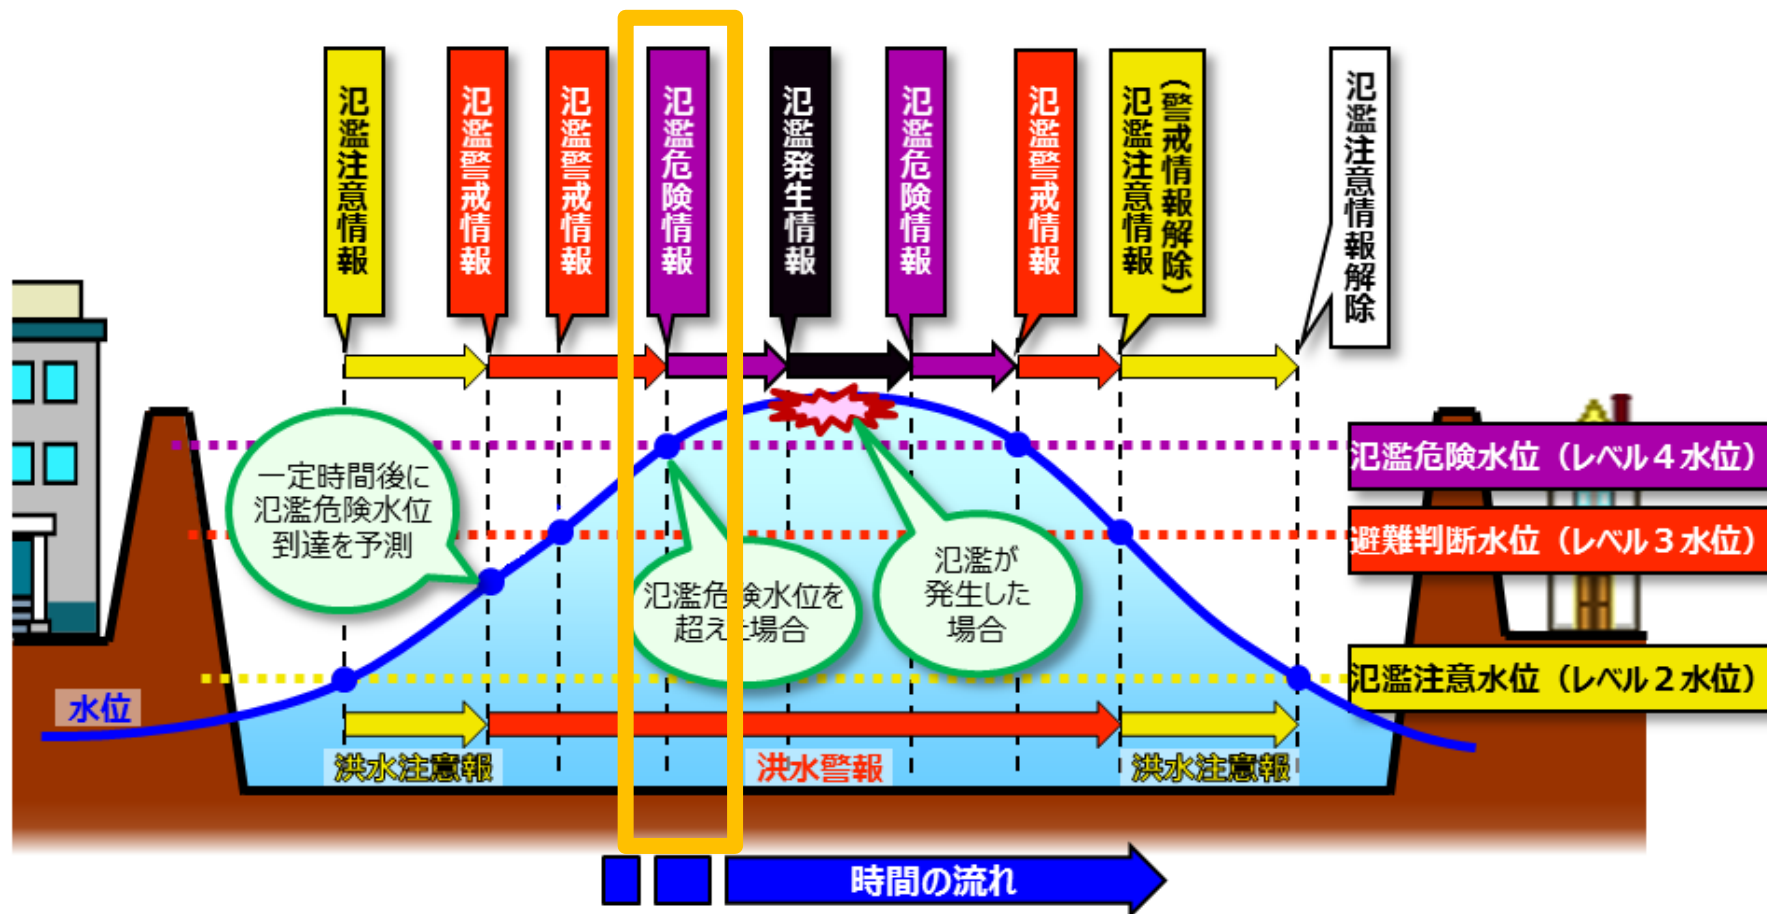 氾濫注意情報
氾濫警戒情報
氾濫警戒情報
氾濫危険情報
氾濫発生情報
氾濫危険情報
氾濫警戒情報
(警戒情報解除)
氾濫注意情報
氾濫注意情報解除
一定時間後に
氾濫危険水位
到達を予測
氾濫危険水位を
超えた場合
氾濫が
発生した
場合
氾濫危険水位（レベル４水位）
避難判断水位（レベル３水位）
氾濫注意水位（レベル２水位）
水位
洪水注意報
洪水警報
洪水注意報
時間の流れ